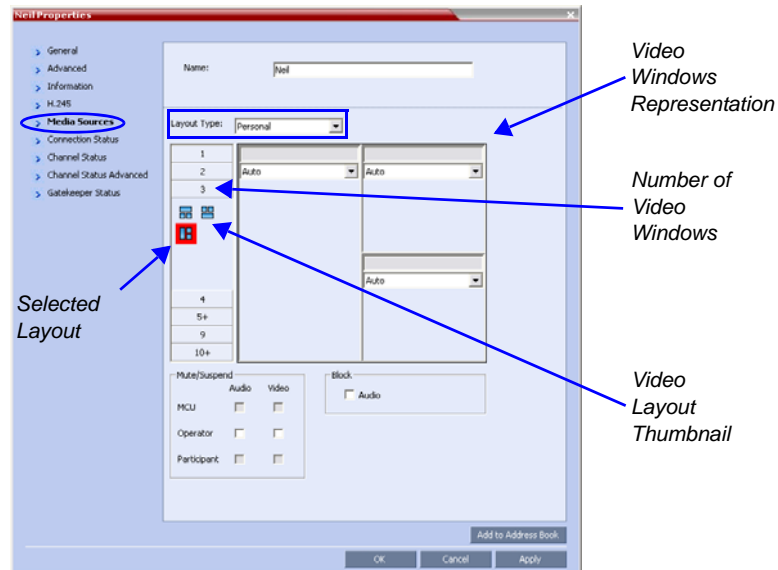 Neil Properties
General
Advanced
Information
H.245
Media Sources
Connection Status
Channel Status
Channel Status Advanced
Gatekeeper Status
Name: Neil
Layout Type: Personal
1
2
3
4
5+
9
10+
Auto
Auto
Auto
Mute/Suspend
Audio Video
MCU
Operator
Participant
Block
Audio
Add to Address Book
OK Cancel Apply
Video
Windows
Representation
Number of
Video
Windows
Selected
Layout
Video
Layout
Thumbnail